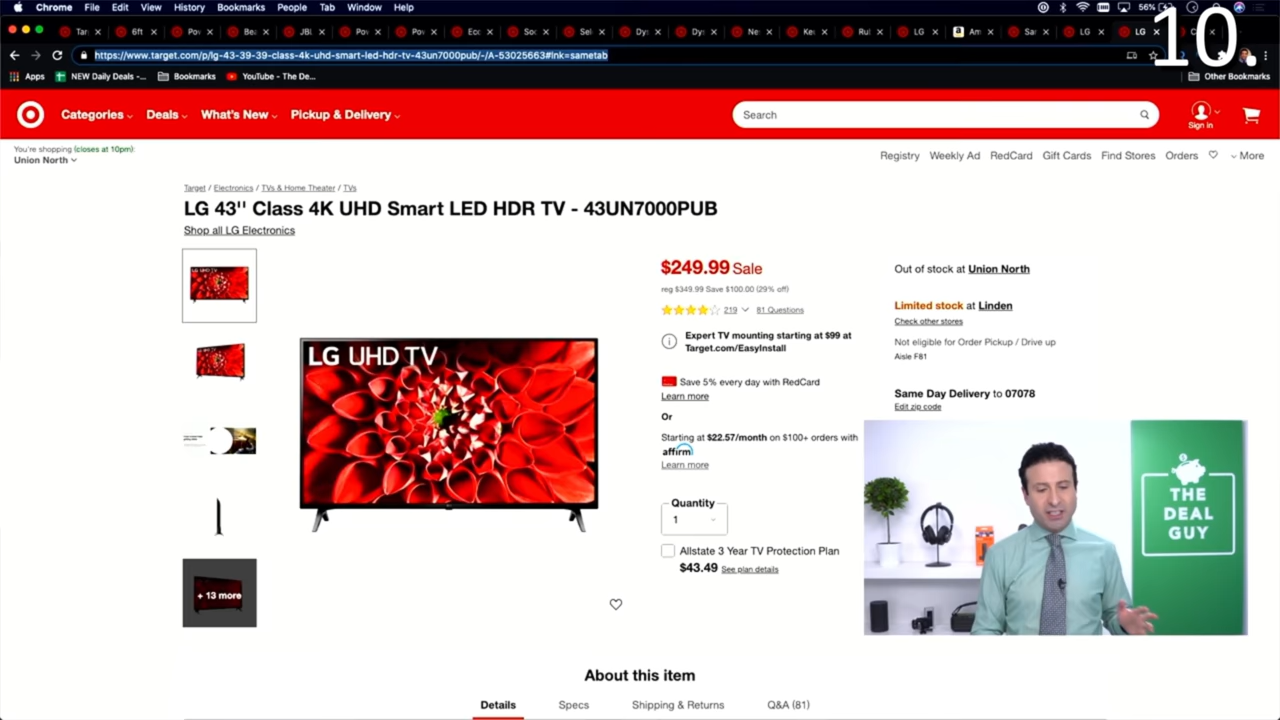 Chrome File Edit View History Bookmarks People Tab Window Help
56%
10.
6ft
JBL
LG
LG
LG
https://www.target.com/p/lg-43-39-39-class-4k-uhd-smart-led-hdr-tv-43un7000pub/-/A-53025663#lnk=sametab
Apps NEW Daily Deals -... Bookmarks YouTube - The De...
Other Bookmarks
Categories Deals What's New Pickup & Delivery
Search
Sign in
You're shopping (closes at 10pm):
Union North
Registry Weekly Ad RedCard Gift Cards Find Stores Orders More
Target / Electronics / TVs & Home Theater / TVs
LG 43'' Class 4K UHD Smart LED HDR TV - 43UN7000PUB
Shop all LG Electronics
LG UHD TV
LG UHD TV
+ 13 more
$249.99 Sale
reg $349.99 Save $100.00 (29% off)
219 81 Questions
Expert TV mounting starting at $99 at
Target.com/EasyInstall
Save 5% every day with RedCard
Learn more
Or
Starting at $22.57/month on $100+ orders with
affirm
Learn more
Quantity
1
Allstate 3 Year TV Protection Plan
$43.49 See plan details
Out of stock at Union North
Limited stock at Linden
Check other stores
Not eligible for Order Pickup / Drive up
Aisle F81
Same Day Delivery to 07078
Edit zip code
THE
DEAL
GUY
About this item
Details Specs Shipping & Returns Q&A (81)